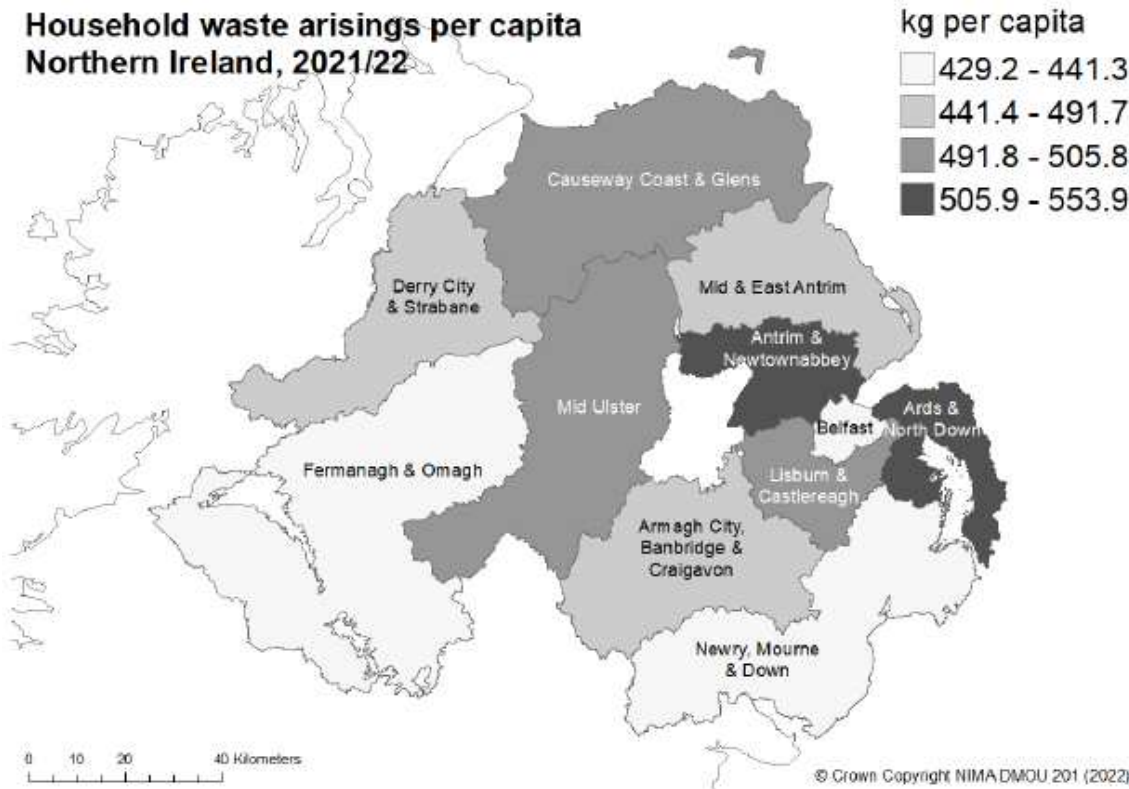 Household waste arisings per capita
Northern Ireland, 2021/22
kg per capita
429.2 - 441.3
441.4 - 491.7
491.8 - 505.8
505.9 - 553.9
Causeway Coast & Glens
Derry City
& Strabane
Mid & East Antrim
Antrim &
Newtownabbey
Mid Ulster
Belfast
Ards &
North Down
Fermanagh & Omagh
Lisburn &
Castlereagh
Armagh City,
Banbridge &
Craigavon
Newry, Mourne
& Down
0 10 20 40 Kilometers
© Crown Copyright NIMA DMOU 201 (2022)